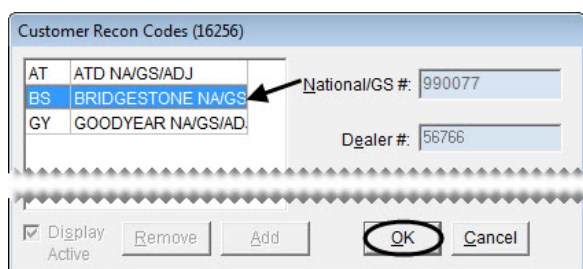 Customer Recon Codes (16256)
AT ATD NA/GS/ADJ
BS BRIDGESTONE NA/GS
GY GOODYEAR NA/GS/AD.
National/GS #: 990077
Dealer #: 56766
Display Active
Remove
Add
OK
Cancel